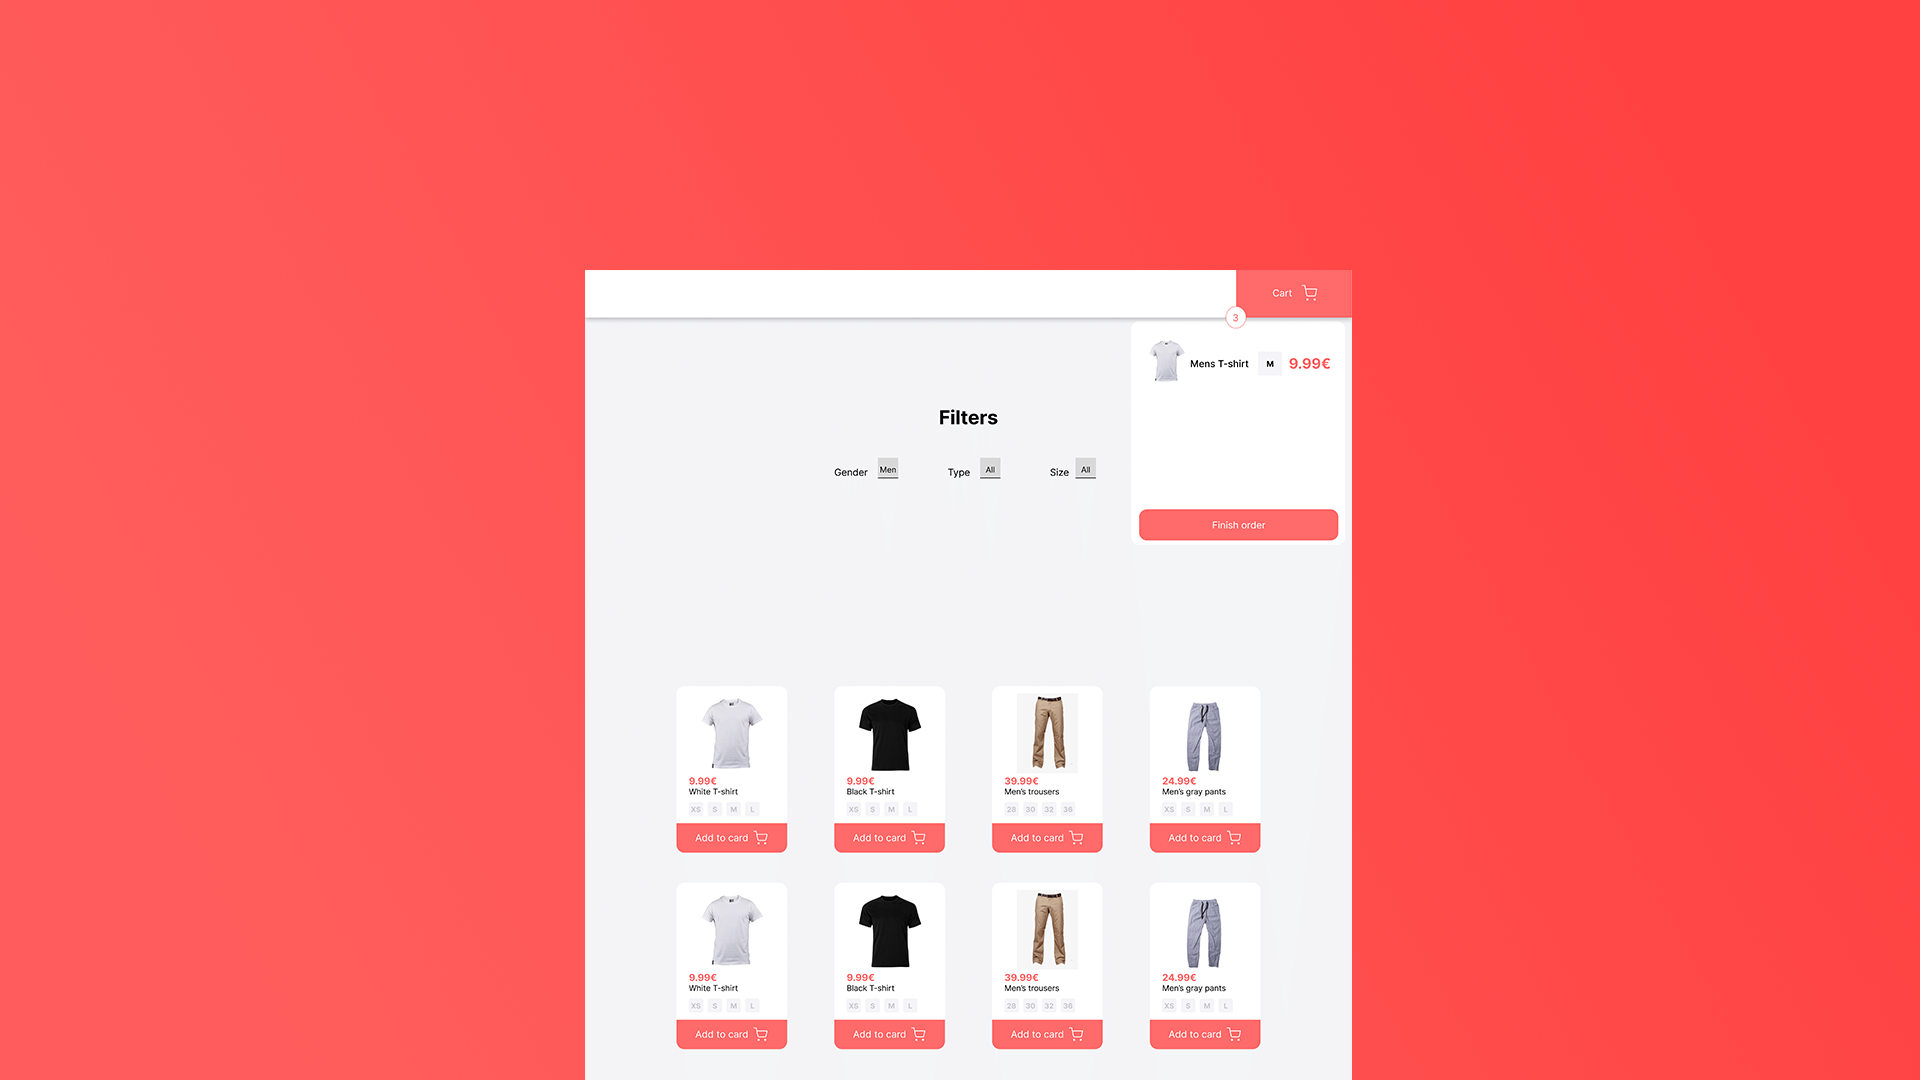 Cart
3
Mens T-shirt M 9.99€
Filters
Gender Men Type All Size All
Finish order
9.99€ 9.99€ 39.99€ 24.99€
White T-shirt Black T-shirt Men's trousers Men's gray pants
XS S M L XS S M L 28 30 32 36 XS S M L
Add to card Add to card Add to card Add to card
9.99€ 9.99€ 39.99€ 24.99€
White T-shirt Black T-shirt Men's trousers Men's gray pants
XS S M L XS S M L 28 30 32 36 XS S M L
Add to card Add to card Add to card Add to card